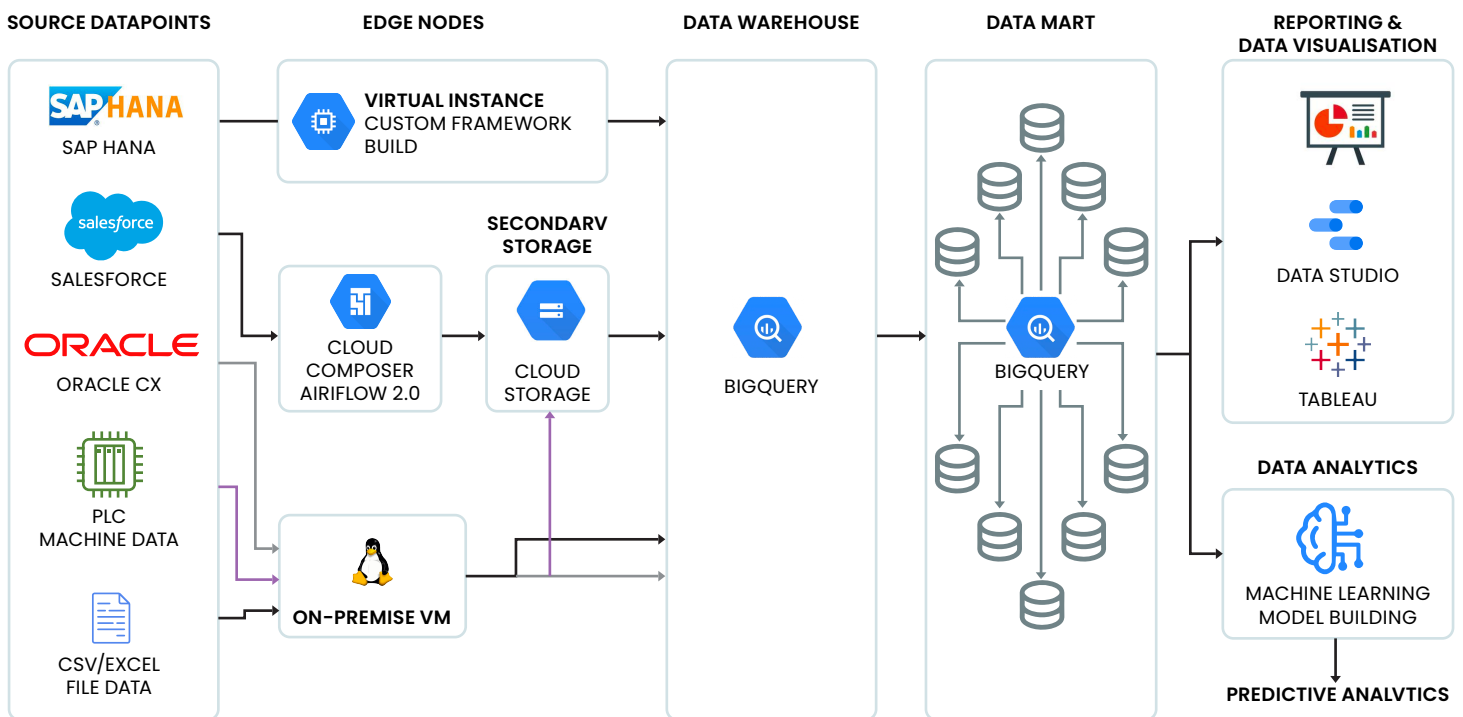 SOURCE DATAPOINTS
EDGE NODES
DATA WAREHOUSE
DATA MART
REPORTING &
DATA VISUALISATION
SAP HANA
®
SAP HANA
salesforce
SALESFORCE
ORACLE
ORACLE CX
PLC
MACHINE DATA
CSV/EXCEL
FILE DATA
VIRTUAL INSTANCE
CUSTOM FRAMEWORK
BUILD
SECONDARV
STORAGE
CLOUD
COMPOSER
AIRIFLOW 2.0
CLOUD
STORAGE
ON-PREMISE VM
BIGQUERY
BIGQUERY
DATA STUDIO
TABLEAU
DATA ANALYTICS
MACHINE LEARNING
MODEL BUILDING
PREDICTIVE ANALVTICS